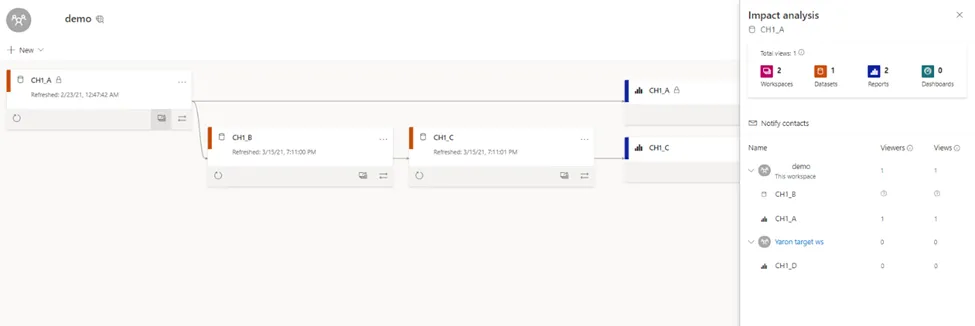 demo
New
CH1_A
Refreshed: 2/23/21, 12:47:42 AM
CH1_B
Refreshed: 3/15/21, 7:11:00 PM
CH1_C
Refreshed: 3/15/21, 7:11:01 PM
CH1_A
CH1_C
Impact analysis
CH1_A
Total views: 1
2 1 2 0
Workspaces Datasets Reports Dashboards
Notify contacts
Name Viewers Views
demo 1 1
This workspace
CH1_B
CH1_A 1 1
Yaron target ws 0 0
CH1_D 0 0